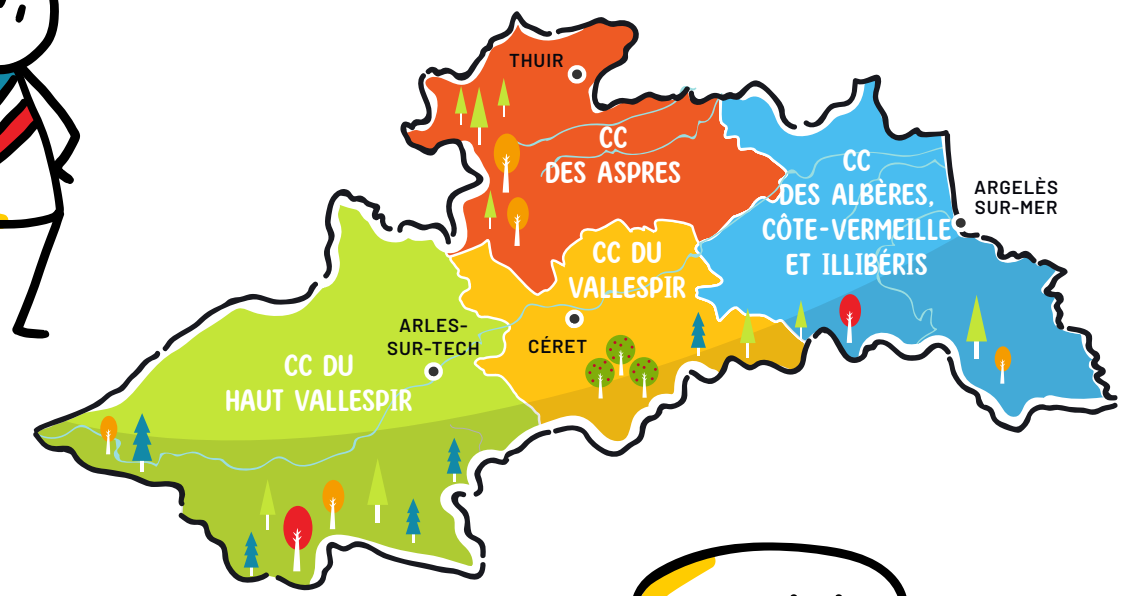 THUIR
CC
DES ASPRES
CC
DES ALBÈRES,
CÔTE-VERMEILLE
ET ILLIBÉRIS
ARGELÈS
SUR-MER
CC DU
VALLESPIR
ARLES-
SUR-TECH
CÉRET
CC DU
HAUT VALLESPIR